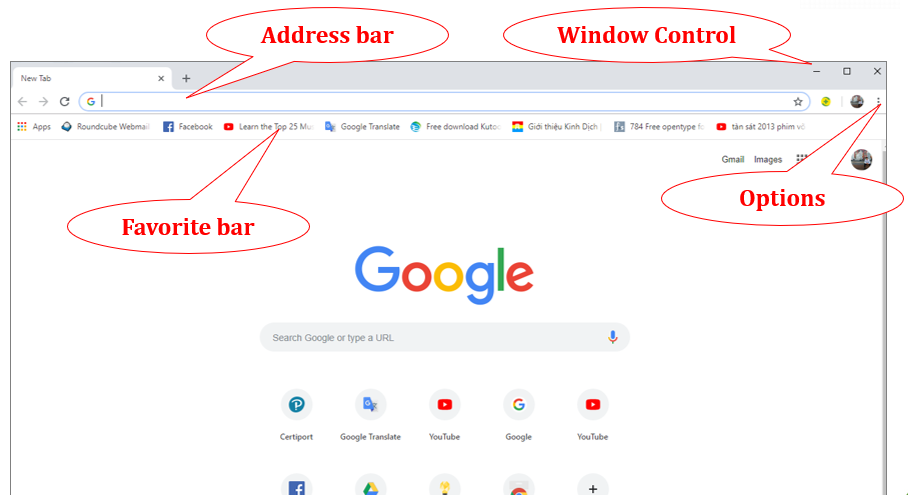 Address bar
Window Control
New Tab
Apps Roundcube Webmail Facebook Learn the Top 25 Mu Google Translate Free download Kutoo Giới thiệu Kinh Dịch 784 Free opentype fo tàn sát 2013 phim võ
Gmail Images
Options
Favorite bar
Google
Search Google or type a URL
Certiport Google Translate YouTube Google YouTube